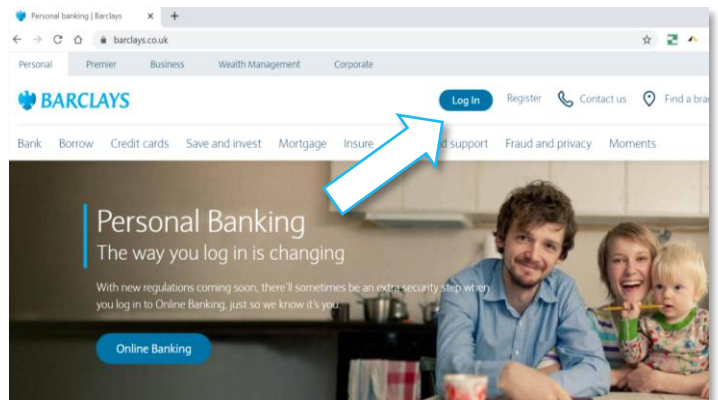 Personal banking | Barclays
barclays.co.uk
Personal Premier Business Wealth Management Corporate
BARCLAYS
Log In Register Contact us Find a bra
Bank Borrow Credit cards Save and invest Mortgage Insure d support Fraud and privacy Moments
Personal Banking
The way you log in is changing
With new regulations coming soon, there'll sometimes be an extra security step when
you log in to Online Banking, just so we know it's you.
Online Banking